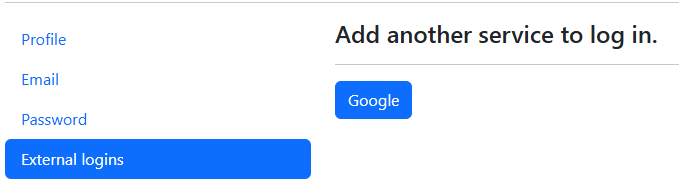 Profile
Email
Password
External logins
Add another service to log in.
Google